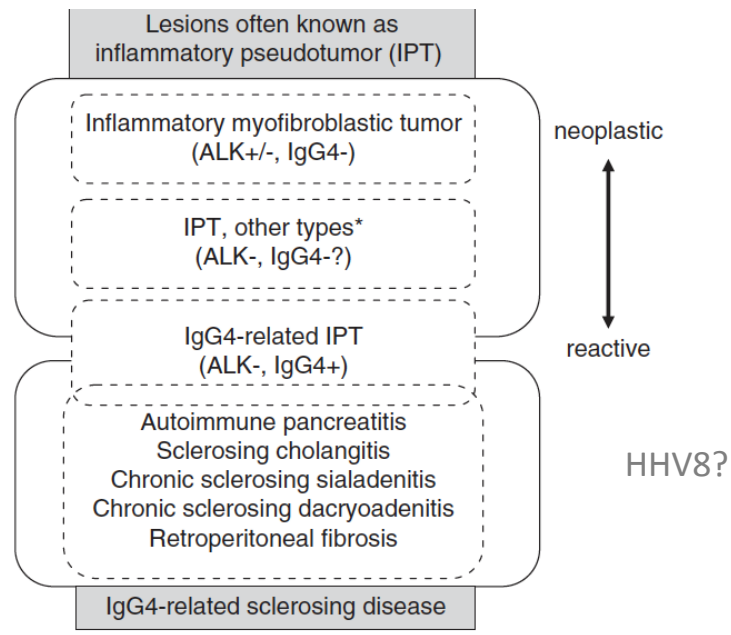 Lesions often known as
inflammatory pseudotumor (IPT)
Inflammatory myofibroblastic tumor
(ALK+/-, IgG4-)
neoplastic
IPT, other types*
(ALK-, IgG4-?)
IgG4-related IPT
(ALK-, IgG4+)
reactive
Autoimmune pancreatitis
Sclerosing cholangitis
Chronic sclerosing sialadenitis
Chronic sclerosing dacryoadenitis
Retroperitoneal fibrosis
HHV8?
IgG4-related sclerosing disease